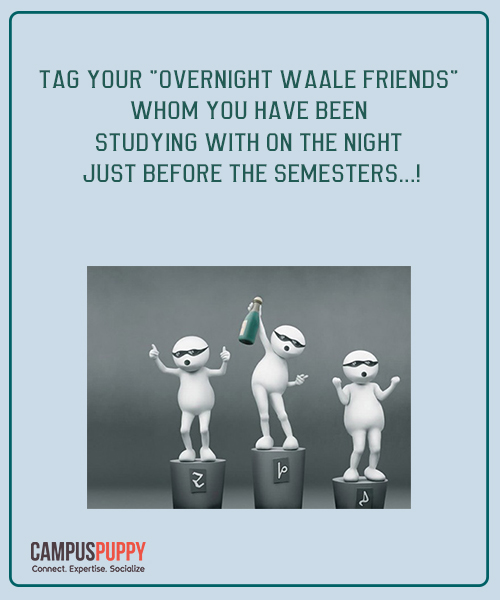 TAG YOUR "OVERNIGHT WAALE FRIENDS"
WHOM YOU HAVE BEEN
STUDYING WITH ON THE NIGHT
JUST BEFORE THE SEMESTERS...!
CAMPUSPUPPY
Connect. Expertise. Socialize